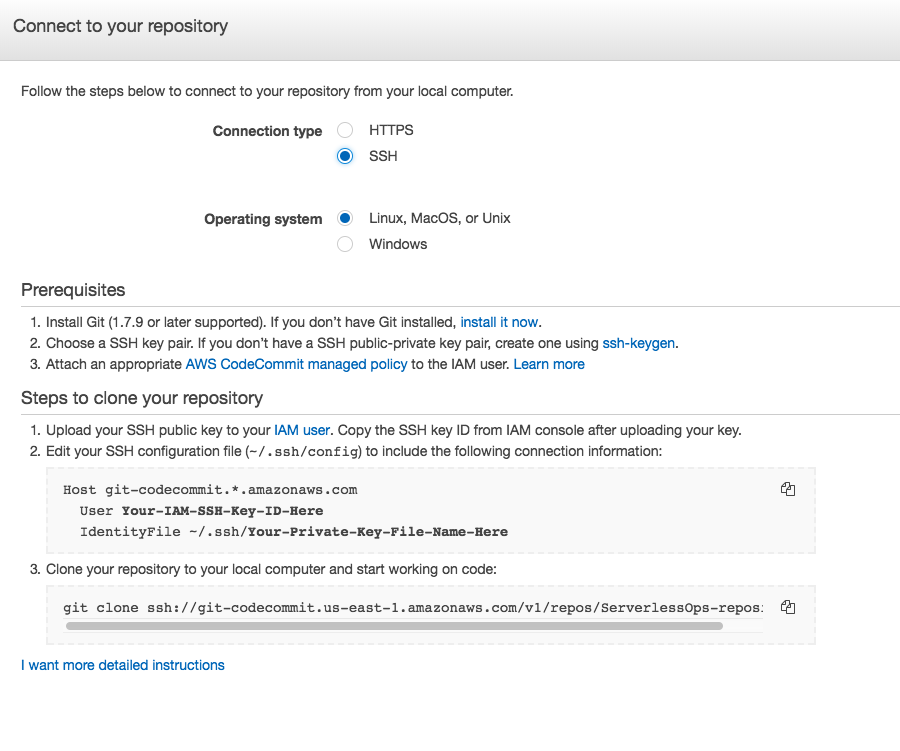 Connect to your repository
Follow the steps below to connect to your repository from your local computer.
Connection type
HTTPS
SSH
Operating system
Linux, MacOS, or Unix
Windows
Prerequisites
1. Install Git (1.7.9 or later supported). If you don't have Git installed, install it now.
2. Choose a SSH key pair. If you don't have a SSH public-private key pair, create one using ssh-keygen.
3. Attach an appropriate AWS CodeCommit managed policy to the IAM user. Learn more
Steps to clone your repository
1. Upload your SSH public key to your IAM user. Copy the SSH key ID from IAM console after uploading your key.
2. Edit your SSH configuration file (~/.ssh/config) to include the following connection information:
Host git-codecommit.*.amazonaws.com
User Your-IAM-SSH-Key-ID-Here
IdentityFile ~/.ssh/Your-Private-Key-File-Name-Here
3. Clone your repository to your local computer and start working on code:
git clone ssh://git-codecommit.us-east-1.amazonaws.com/v1/repos/ServerlessOps-repos
I want more detailed instructions